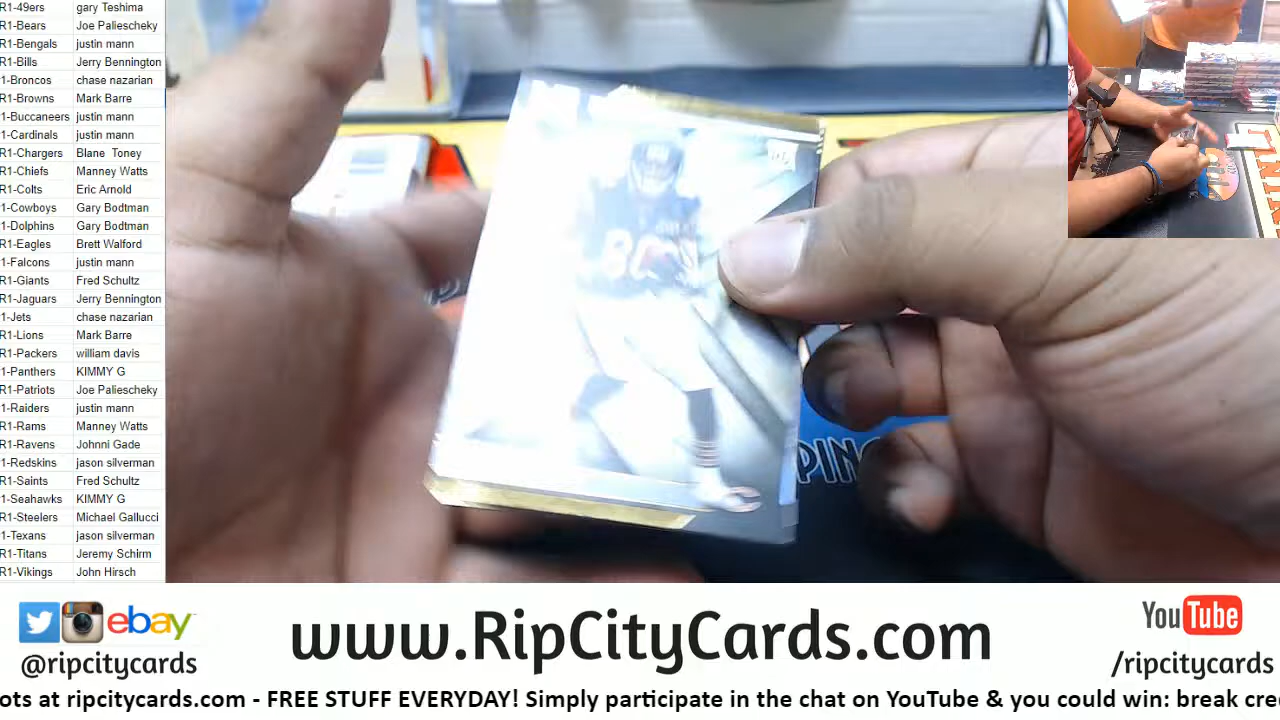 R1-49ers gary Teshima
R1-Bears Joe Paliescheky
R1-Bengals justin mann
R1-Bills Jerry Bennington
1-Broncos chase nazarian
R1-Browns Mark Barre
1-Buccaneers justin mann
1-Cardinals justin mann
R1-Chargers Blane Toney
R1-Chiefs Manney Watts
R1-Colts Eric Arnold
1-Cowboys Gary Bodtman
1-Dolphins Gary Bodtman
R1-Eagles Brett Walford
R1-Falcons justin mann
R1-Giants Fred Schultz
R1-Jaguars Jerry Bennington
R1-Jets chase nazarian
R1-Lions Mark Barre
R1-Packers william davis
1-Panthers KIMMY G
R1-Patriots Joe Paliescheky
R1-Raiders justin mann
R1-Rams Manney Watts
R1-Ravens Johnni Gade
1-Redskins jason silverman
R1-Saints Fred Schultz
1-Seahawks KIMMY G
R1-Steelers Michael Gallucci
1-Texans jason silverman
R1-Titans Jeremy Schirm
R1-Vikings John Hirsch
80
PING
ebay
@ripcitycards
www.RipCityCards.com
YouTube
/ripcitycards
ots at ripcitycards.com - FREE STUFF EVERYDAY! Simply participate in the chat on YouTube & you could win: break cre